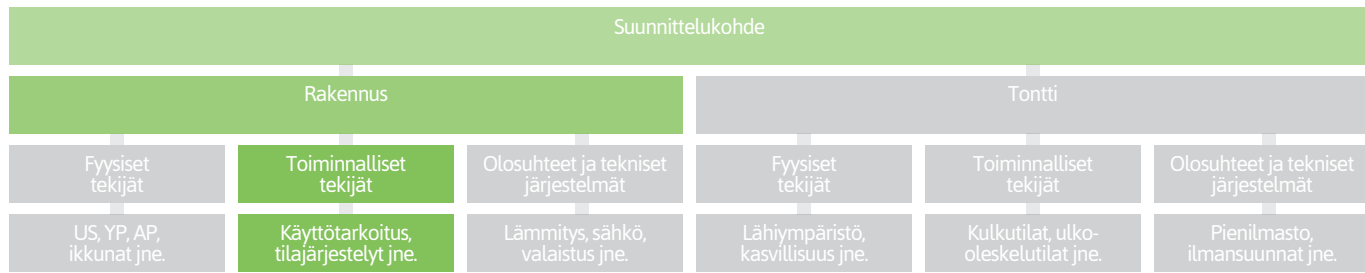 Suunnittelukohde
Rakennus
Tontti
Fyysiset
tekijät
Toiminnalliset
tekijät
Olosuhteet ja tekniset
järjestelmät
Fyysiset
tekijät
Toiminnalliset
tekijät
Olosuhteet ja tekniset
järjestelmät
US, YP, AP,
ikkunat jne.
Käyttötarkoitus,
tilajärjestelyt jne.
Lämmitys, sähkö,
valaistus jne.
Lähiympäristö,
kasvillisuus jne.
Kulkutilat, ulko-
oleskelutilat jne.
Pienilmasto,
ilmansuunnat jne.